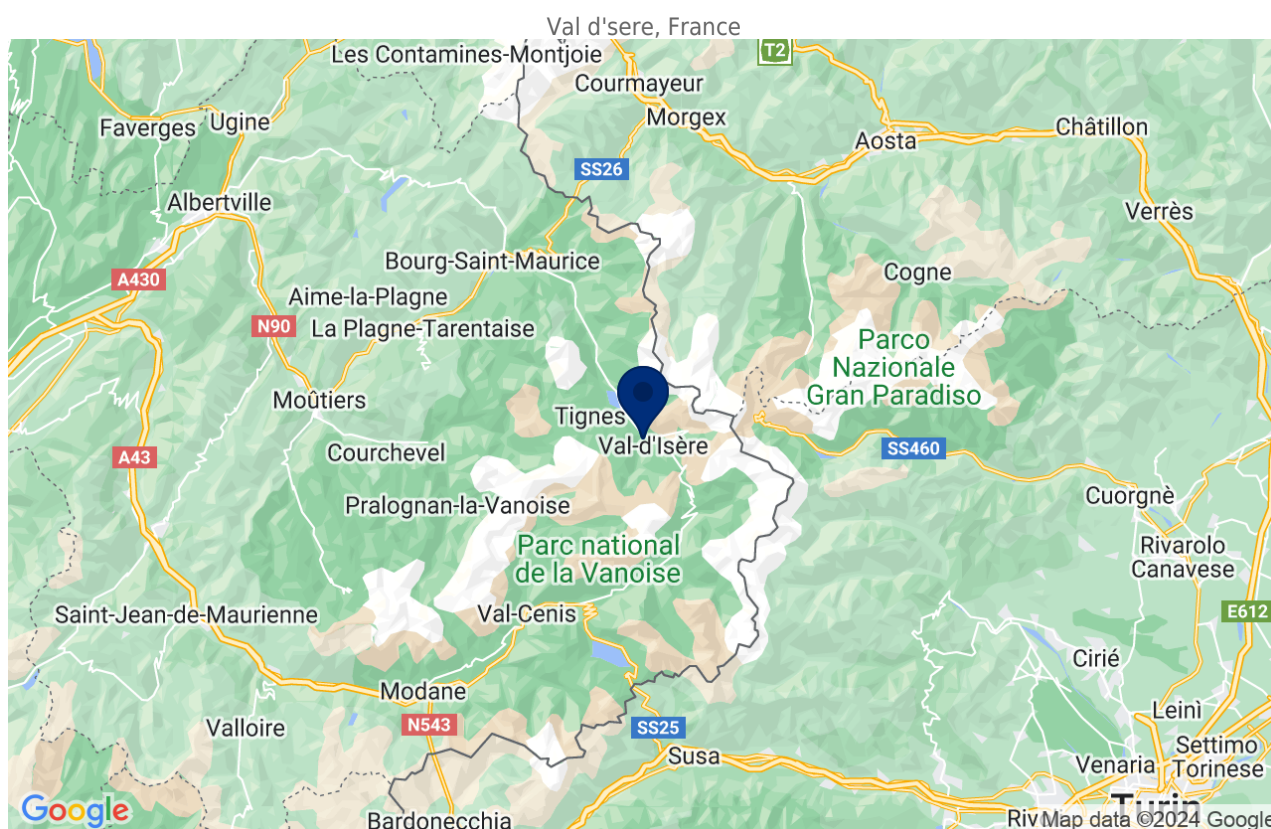 Val d'sere, France
Les Contamines-Montjoie
T2
Courmayeur
Morgex
Faverges
Ugine
Aosta
Châtillon
SS26
Albertville
Verrès
Bourg-Saint-Maurice
Cogne
A430
Aime-la-Plagne
N90
La Plagne-Tarentaise
Parco
Nazionale
Gran Paradiso
Moûtiers
Tignes
Val-d'Isère
A43
Courchevel
SS460
Pralognan-la-Vanoise
Cuorgnè
Parc national
de la Vanoise
Rivarolo
Canavese
Saint-Jean-de-Maurienne
Val-Cenis
E612
Cirié
Modane
Leinì
Valloire
N543
SS25
Susa
Settimo
Torinese
Venaria
Turin
Google
Bardonecchia
Riv
Map data ©2024 Google